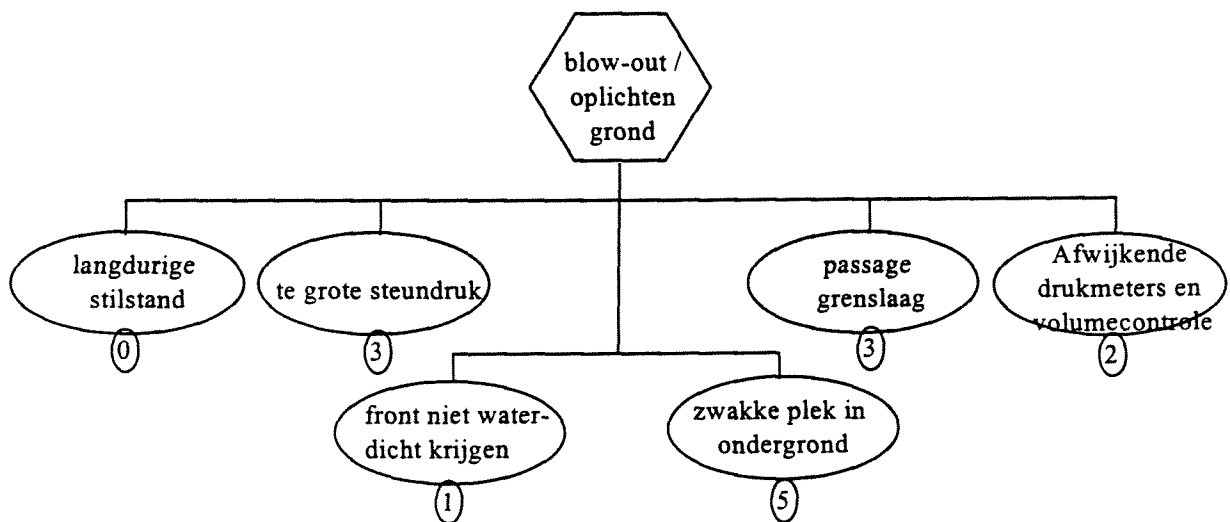 blow-out /
oplichten
grond
langdurige
stilstand
0
te grote steundruk
3
passage
grenslaag
3
Afwijkende
drukmeters en
volumecontrole
2
front niet water-
dicht krijgen
1
zwakke plek in
ondergrond
5